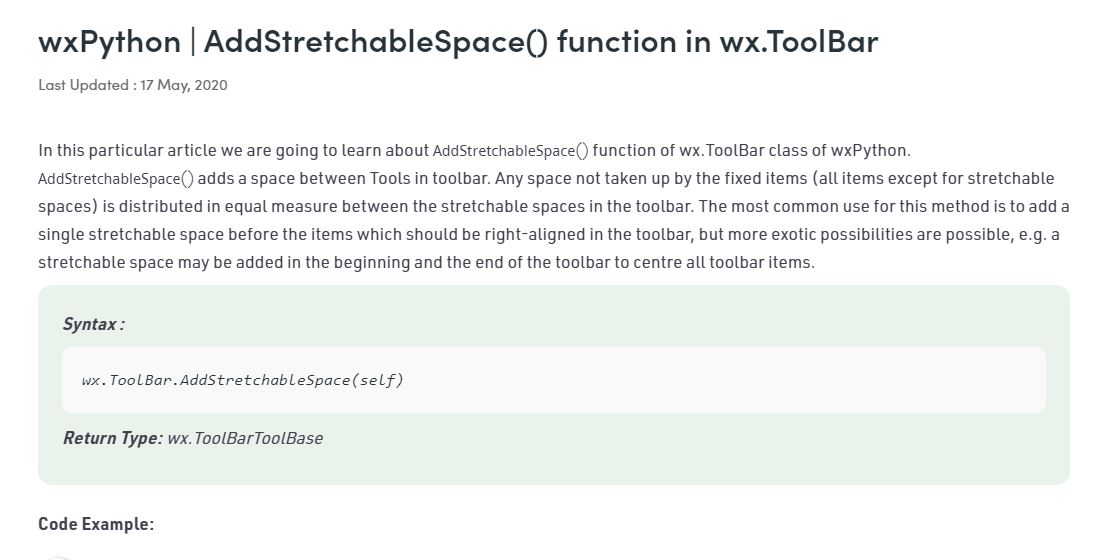 wxPython | AddStretchableSpace() function in wx.ToolBar
Last Updated : 17 May, 2020
In this particular article we are going to learn about AddStretchableSpace() function of wx.ToolBar class of wxPython.
AddStretchableSpace() adds a space between Tools in toolbar. Any space not taken up by the fixed items (all items except for stretchable
spaces) is distributed in equal measure between the stretchable spaces in the toolbar. The most common use for this method is to add a
single stretchable space before the items which should be right-aligned in the toolbar, but more exotic possibilities are possible, e.g. a
stretchable space may be added in the beginning and the end of the toolbar to centre all toolbar items.
Syntax :
wx.ToolBar.AddStretchableSpace(self)
Return Type: wx.ToolBarToolBase
Code Example: